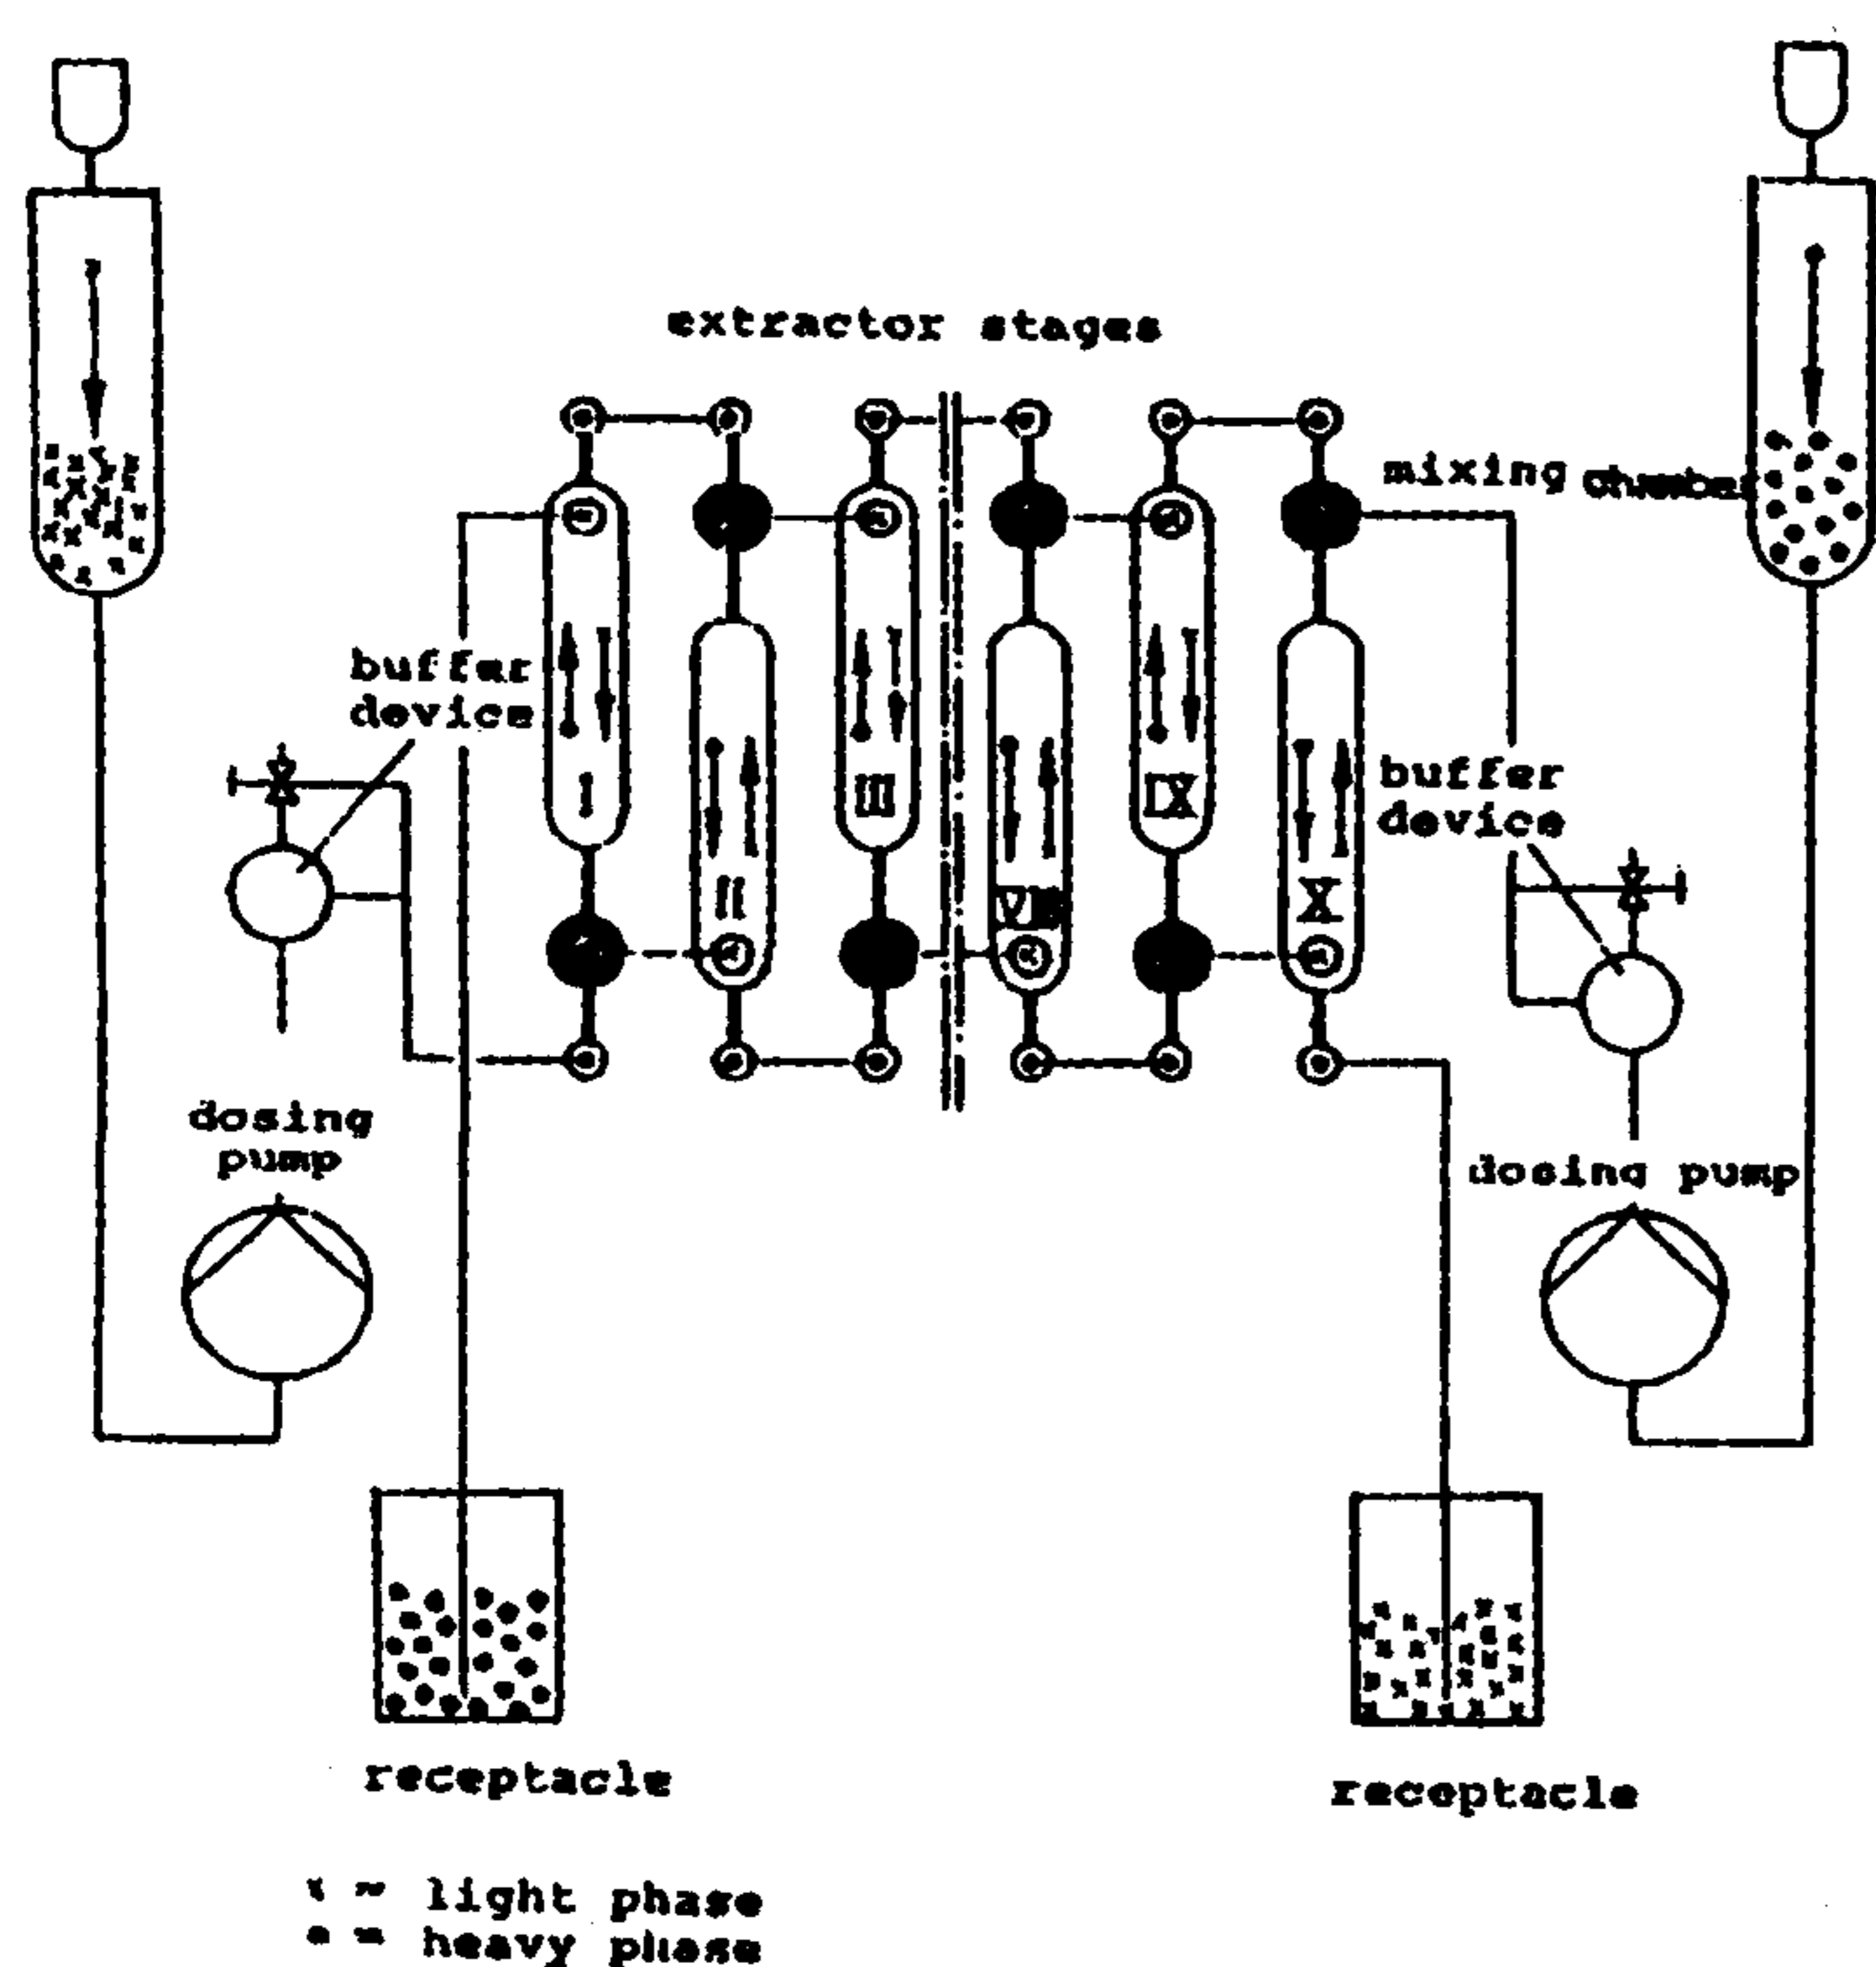 extractor stages
mixing chamber
buffer
device
I
II
III
IX
X
buffer
device
dosing
pump
dosing pump
receptacle
receptacle
= light phase
= heavy phase